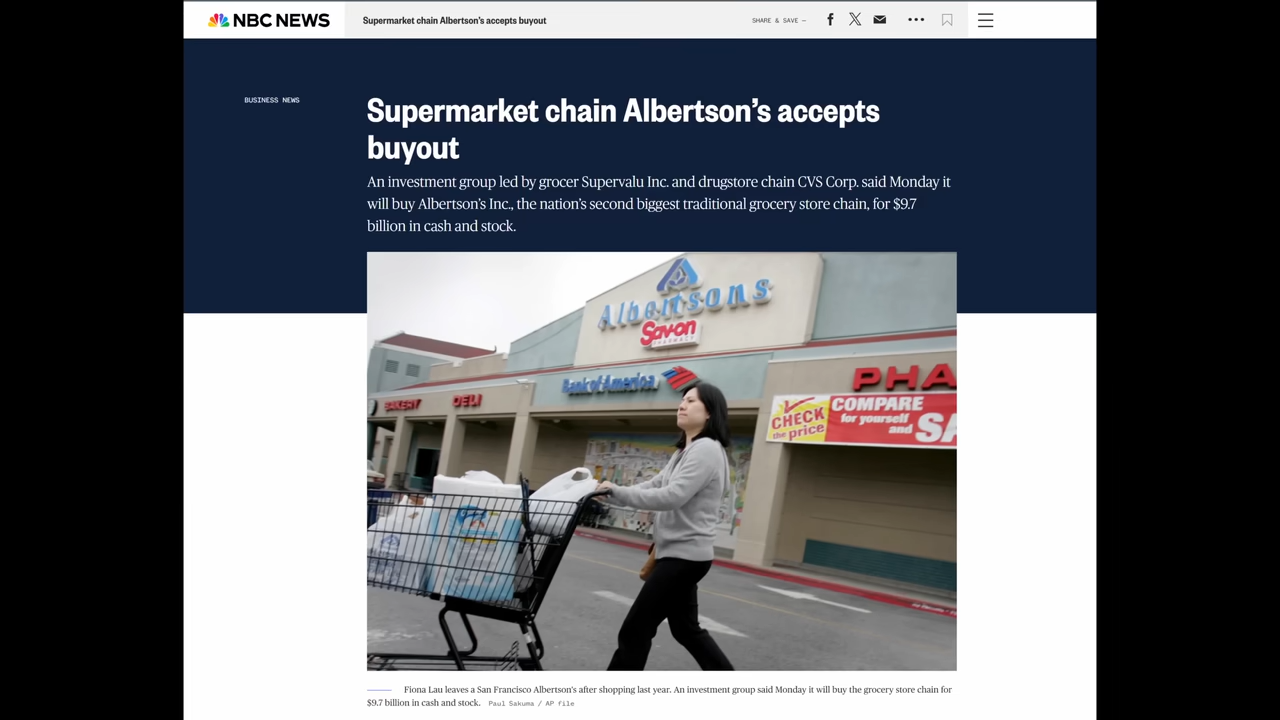 NBC NEWS
Supermarket chain Albertson’s accepts buyout
SHARE & SAVE —
BUSINESS NEWS
Supermarket chain Albertson’s accepts
buyout
An investment group led by grocer Supervalu Inc. and drugstore chain CVS Corp. said Monday it
will buy Albertson’s Inc., the nation’s second biggest traditional grocery store chain, for $9.7
billion in cash and stock.
Albertsons
Sav-on
PHARMACY
Bank of America
BAKERY
DELI
PHA
CHECK
the price
COMPARE
for yourself
and
SA
Fiona Lau leaves a San Francisco Albertson's after shopping last year. An investment group said Monday it will buy the grocery store chain for
$9.7 billion in cash and stock. Paul Sakuma / AP file